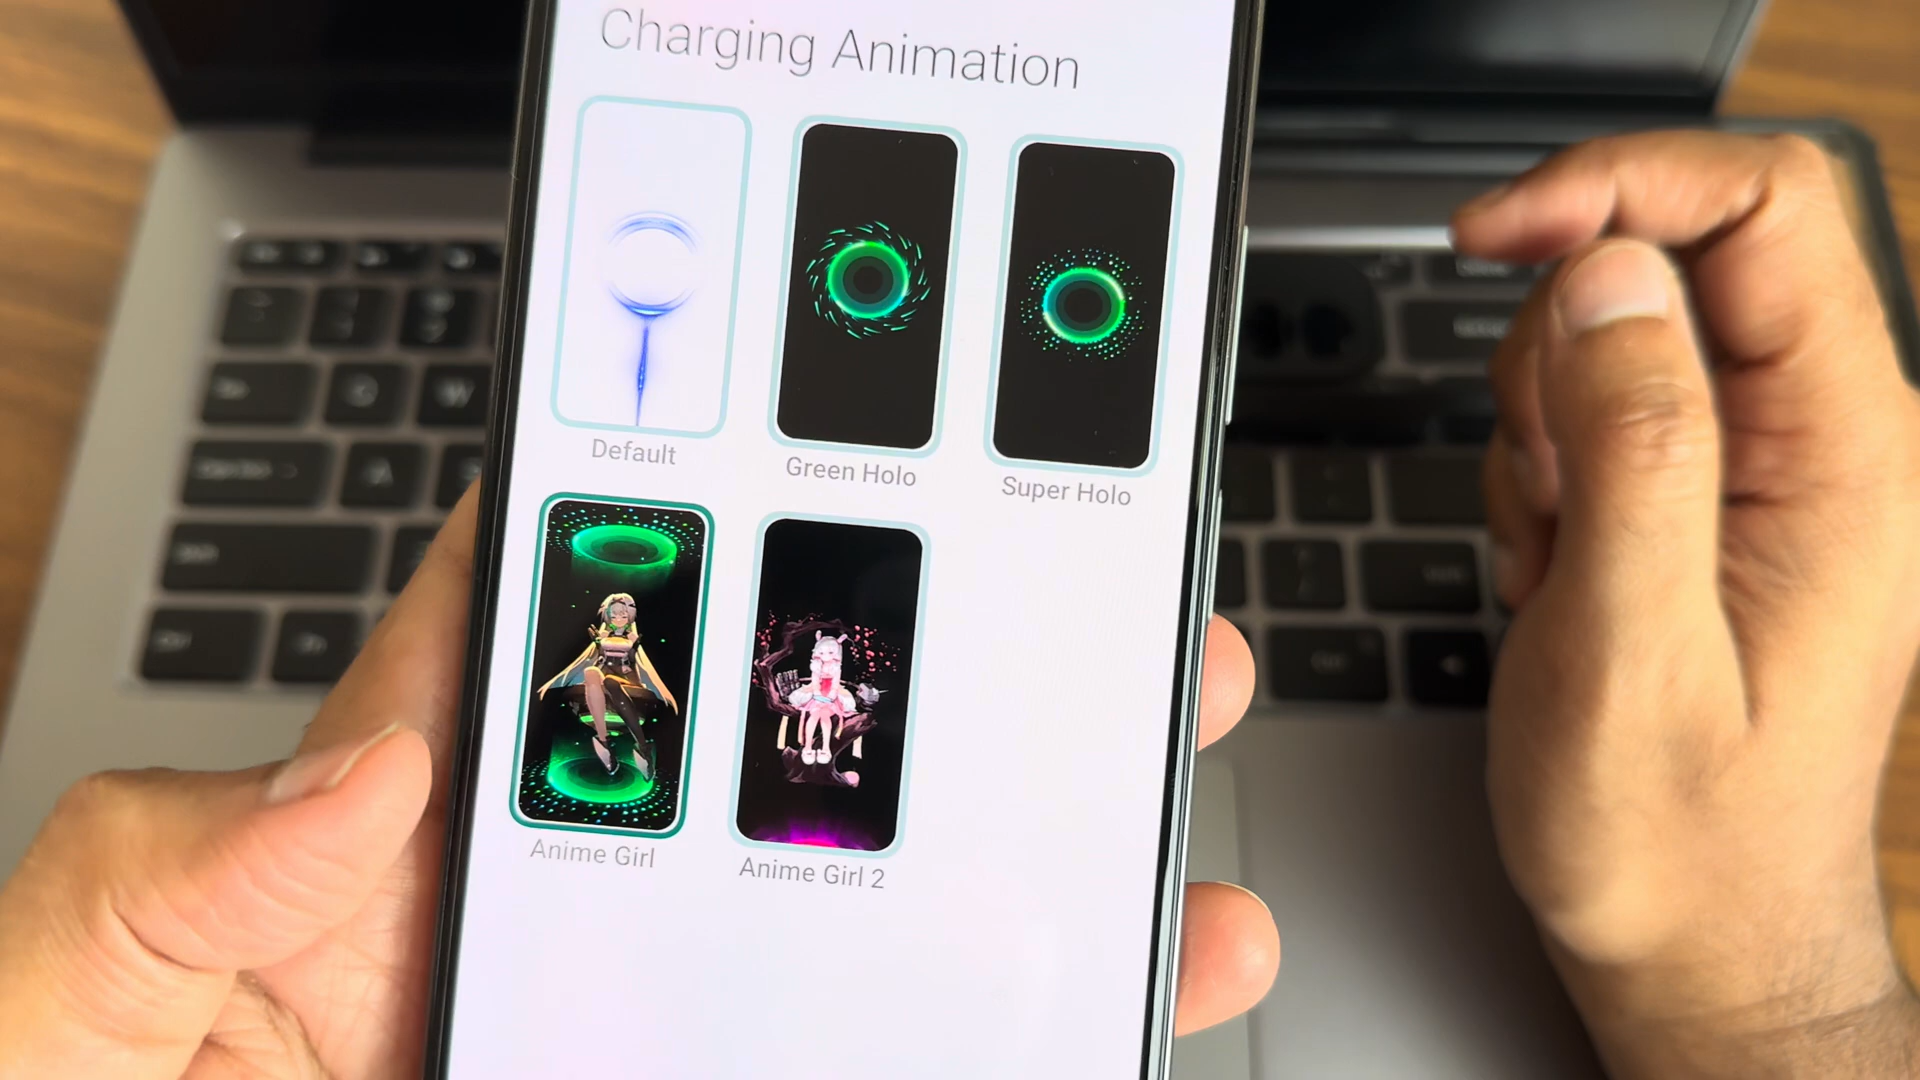 Charging Animation
Default
Green Holo
Super Holo
Anime Girl
Anime Girl 2
Q
W
A